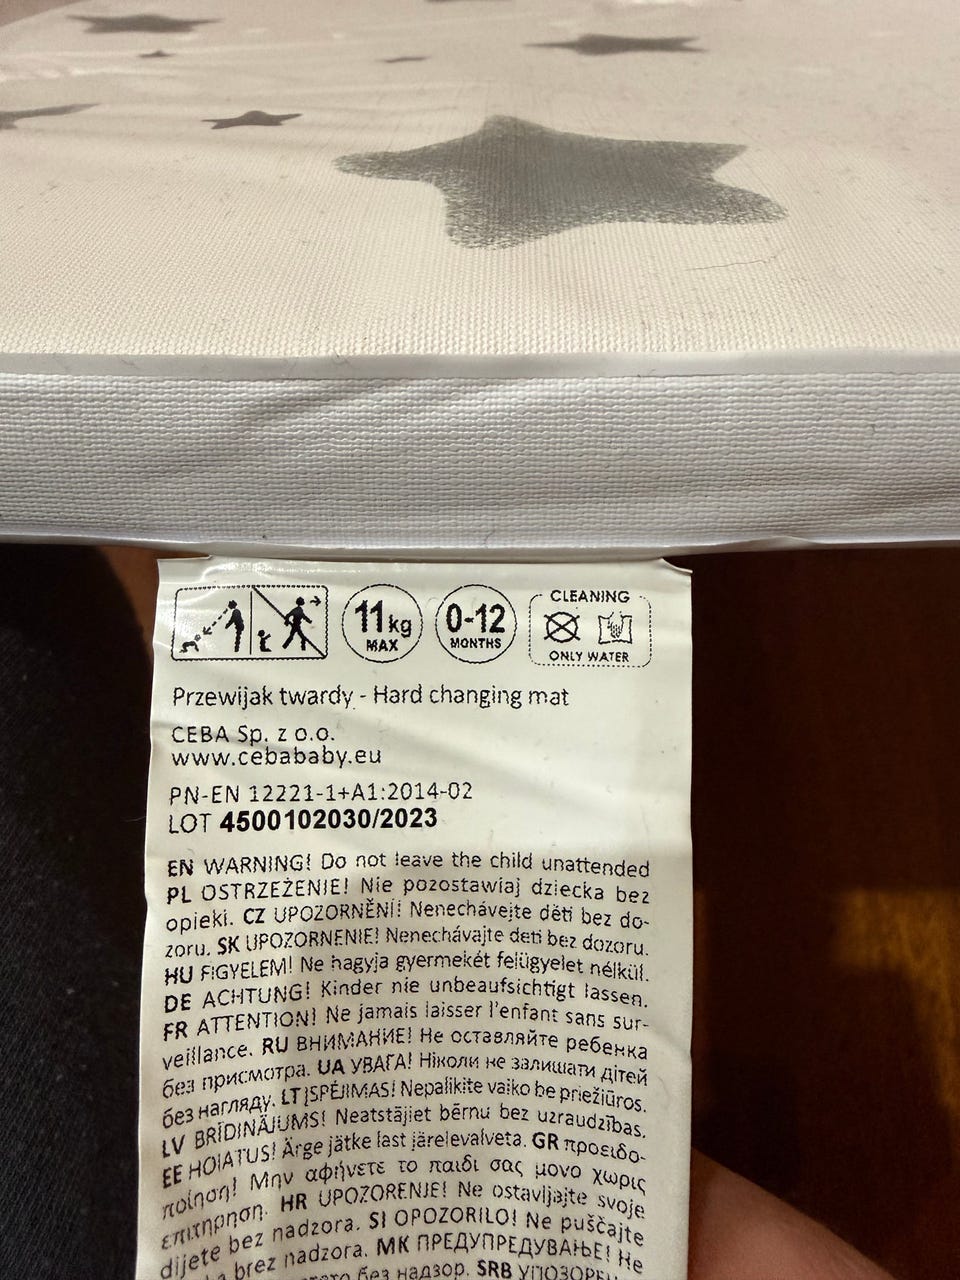 11kg
MAX
0-12
MONTHS
CLEANING
ONLY WATER
Przewijak twardy - Hard changing mat
CEBA Sp. z o.o.
www.cebababy.eu
PN-EN 12221-1+A1:2014-02
LOT 4500102030/2023
EN WARNING! Do not leave the child unattended
PL OSTRZEŻENIE! Nie pozostawiaj dziecka bez
opieki. CZ UPOZORNĚNÍ! Nenechávejte děti bez do-
zoru. SK UPOZORNENIE! Nenechávajte deti bez dozoru.
HU FIGYELEM! Ne hagyja gyermekét felügyelet nélkül.
DE ACHTUNG! Kinder nie unbeaufsichtigt lassen.
FR ATTENTION! Ne jamais laisser l'enfant sans sur-
veillance. RU ВНИМАНИЕ! Не оставляйте ребенка
без присмотра. UA УВАГА! Ніколи не залишати дітей
без нагляду. LT ĮSPĖJIMAS! Nepalikite vaiko be priežiūros.
LV BRĪDINĀJUMS! Neatstājiet bērnu bez uzraudzības.
EE HOIATUS! Ärge jätke last järelevalveta. GR προειδο-
ποίηση! Μην αφήνετε το παιδί σας μόνο χωρίς
επιτήρηση. HR UPOZORENJE! Ne ostavljajte svoje
dijete bez nadzora. SI OPOZORILO! Ne puščajte
brez nadzora. MK ПРЕДУПРЕДУВАЊЕ! Не
без надзор. SRB